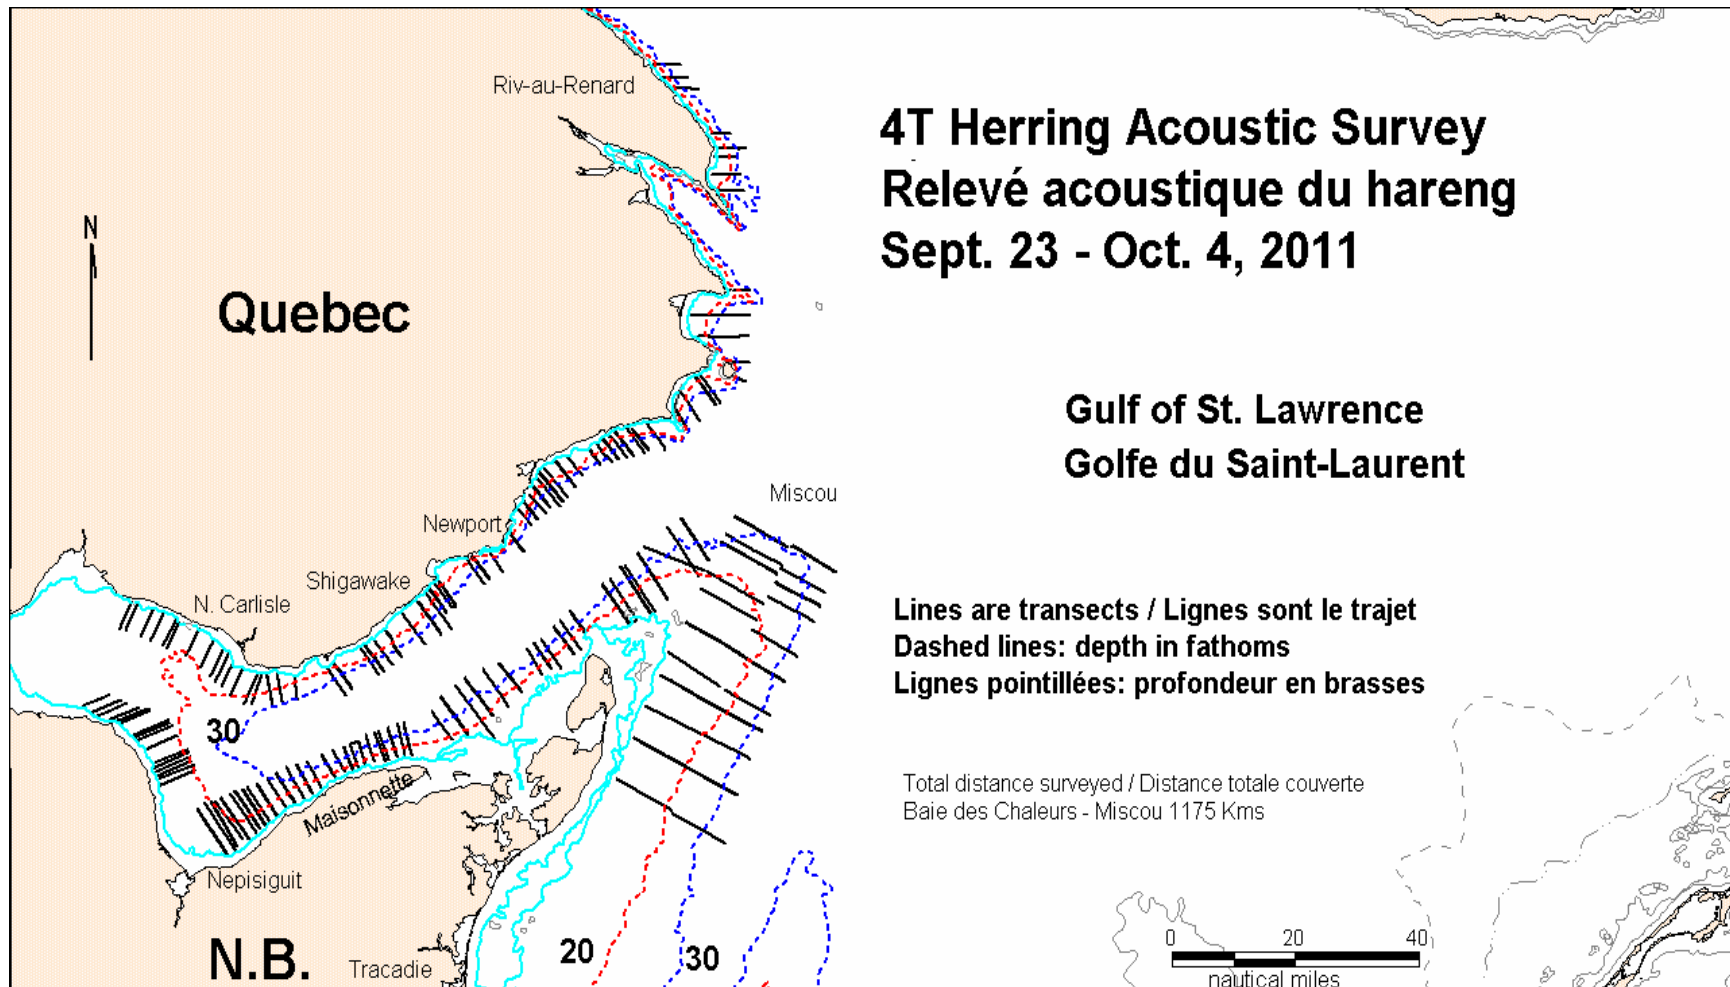 Riv-au-Renard
4T Herring Acoustic Survey
Relevé acoustique du hareng
Sept. 23 - Oct. 4, 2011
N
Quebec
Gulf of St. Lawrence
Golfe du Saint-Laurent
Miscou
Newport
Shigawake
N. Carlisle
Lines are transects / Lignes sont le trajet
Dashed lines: depth in fathoms
Lignes pointillées: profondeur en brasses
30
Total distance surveyed / Distance totale couverte
Baie des Chaleurs - Miscou 1175 Kms
Maisonnette
Nepisiguit
N.B.
Tracadie
20
30
0 20 40
nautical miles